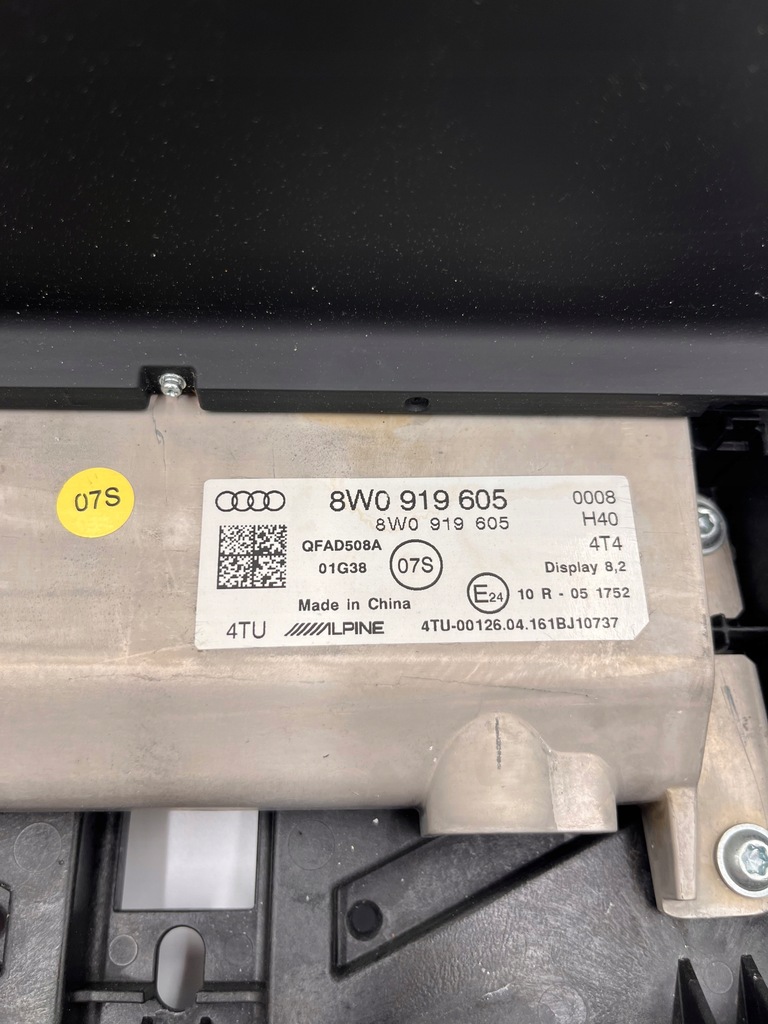 07S
8W0 919 605
0008
8W0 919 605
H40
QFAD508A
4T4
01G38
07S
Display 8,2
E24
10 R - 05 1752
Made in China
4TU
ALPINE
4TU-00126.04.161BJ10737